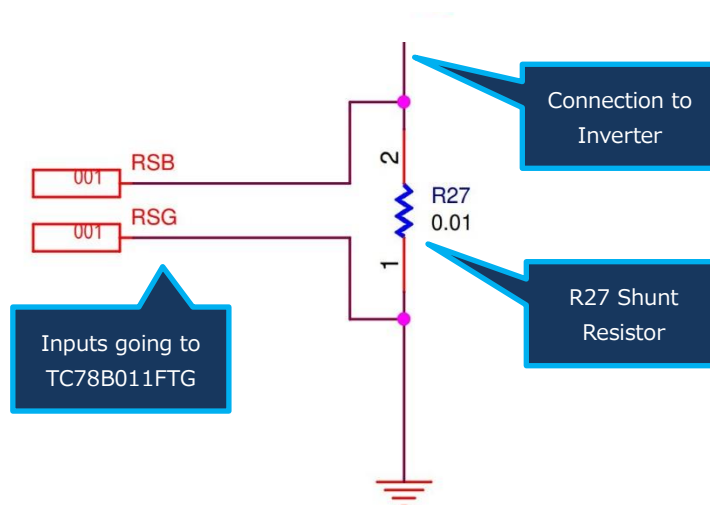 Connection to
Inverter
RSB
001
2
R27
0.01
RSG
001
1
R27 Shunt
Resistor
Inputs going to
TC78B011FTG